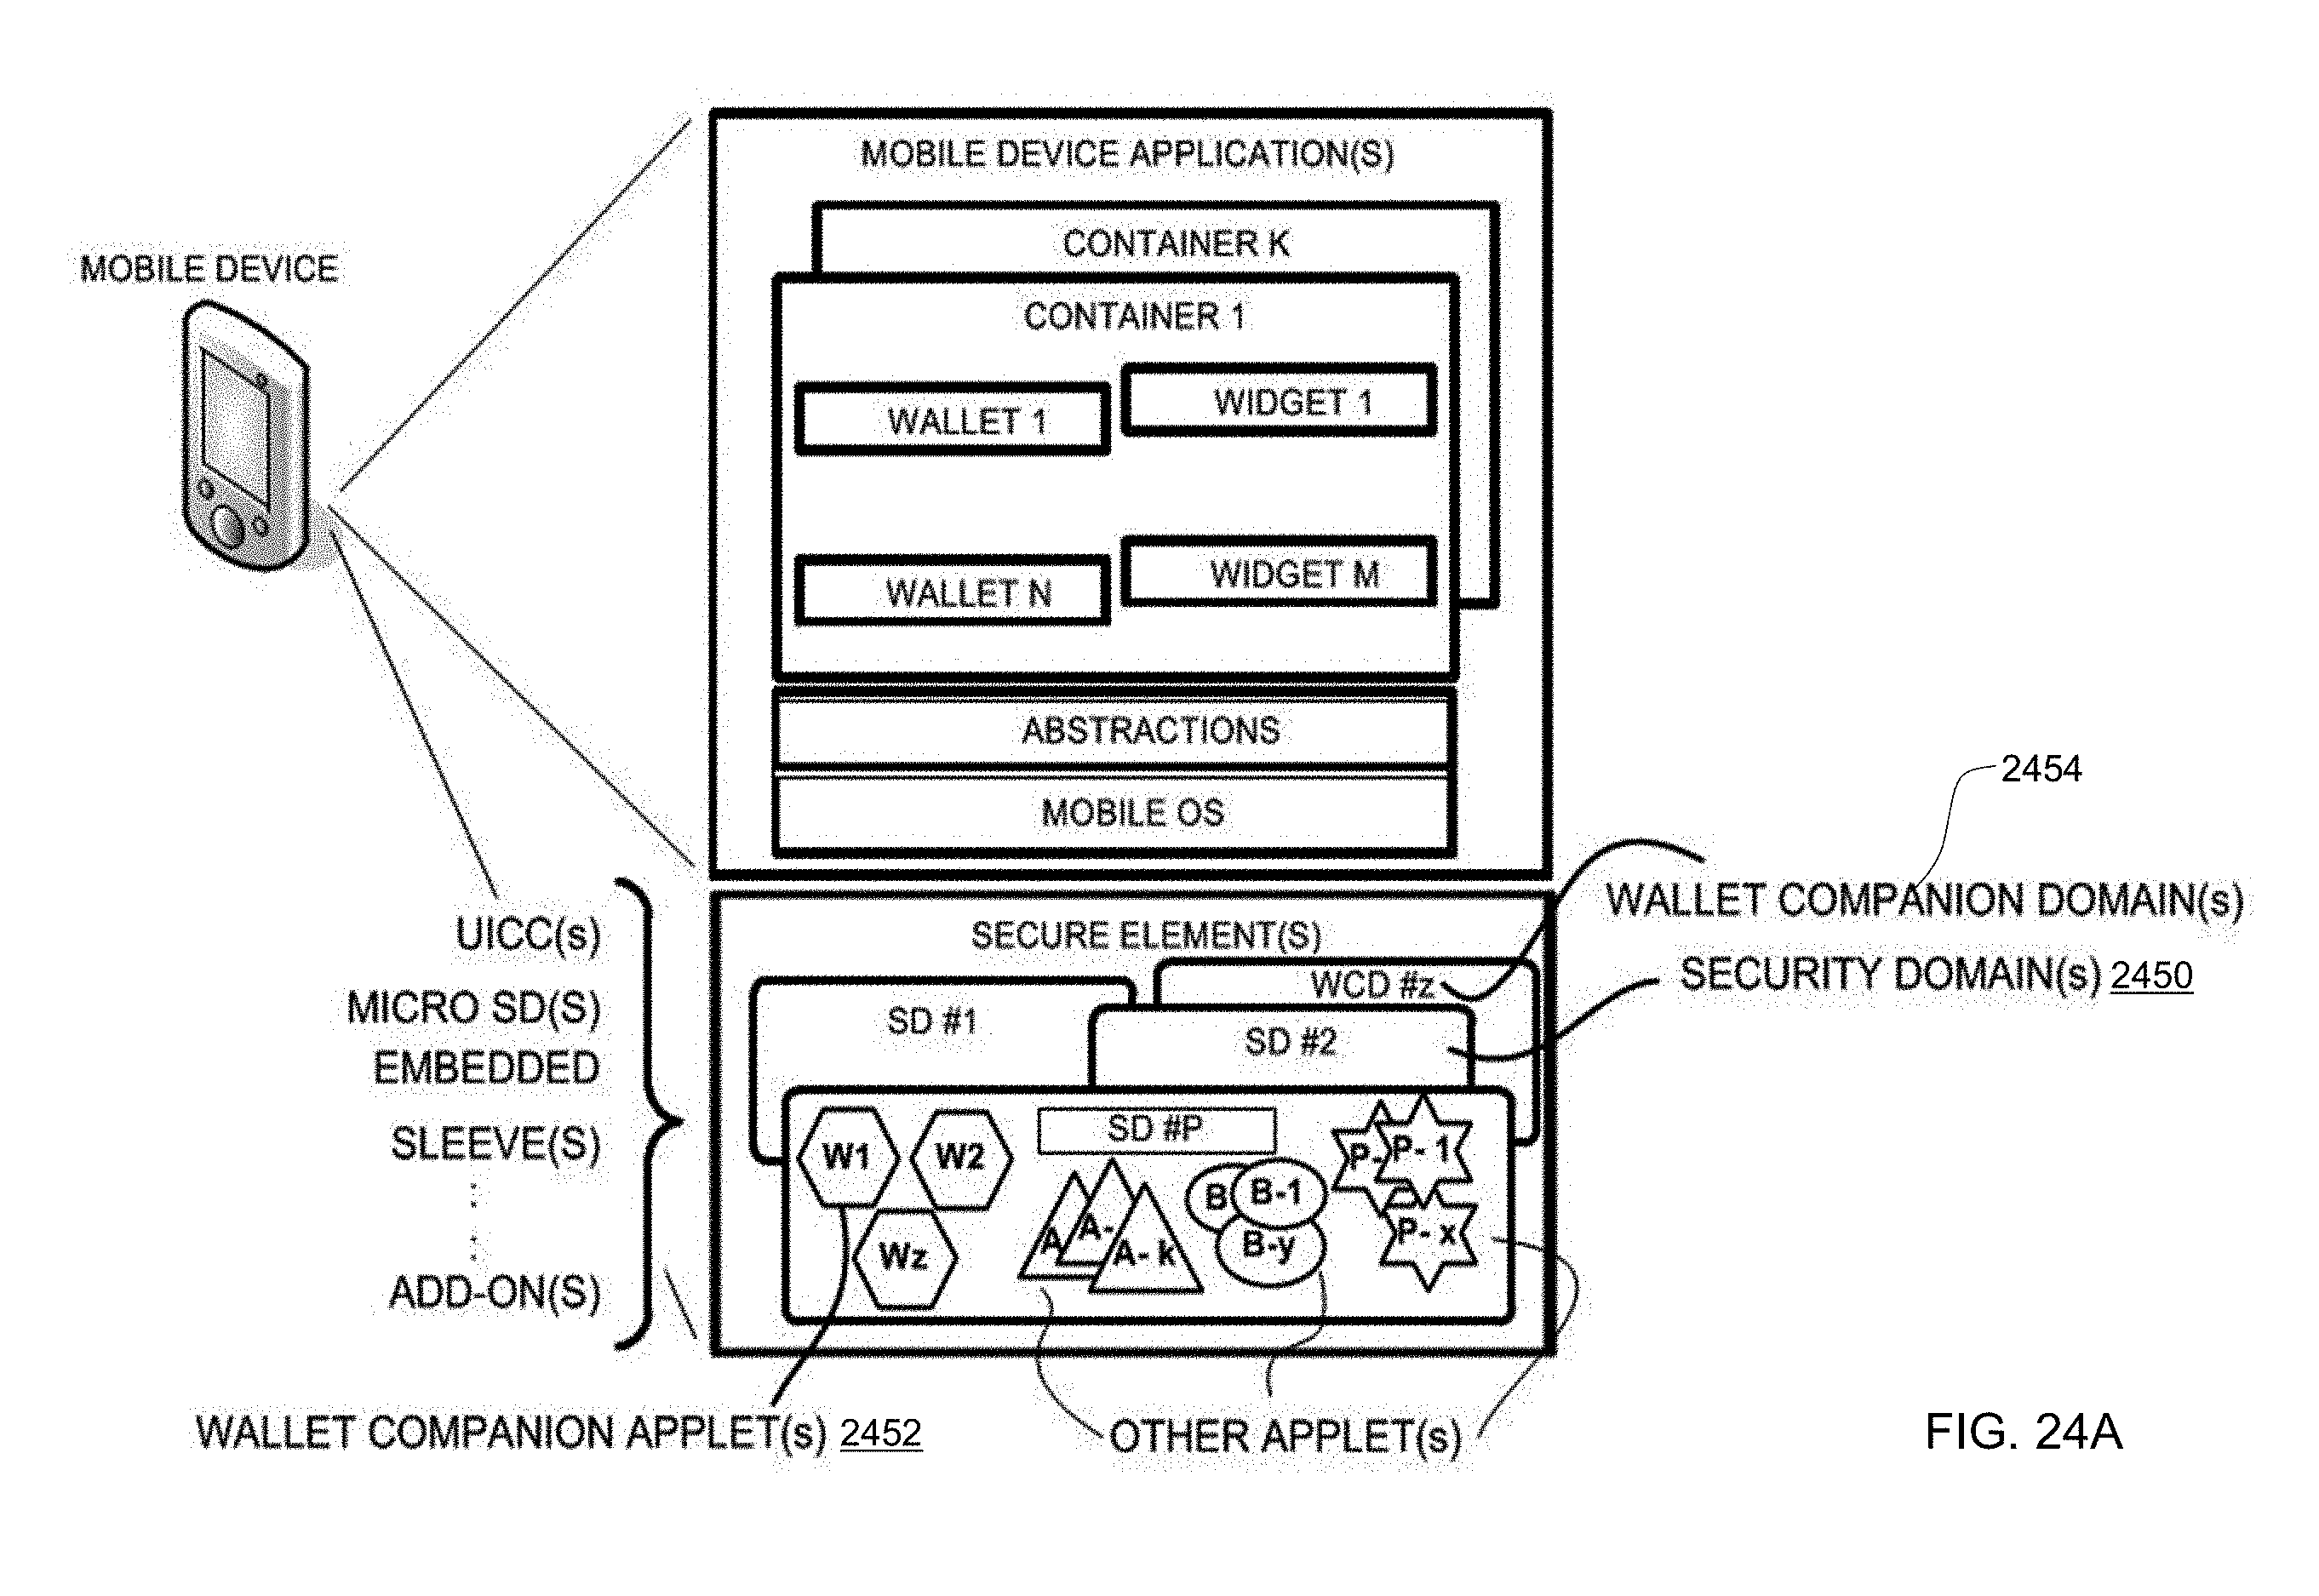 MOBILE DEVICE APPLICATION(S)
CONTAINER K
MOBILE DEVICE
CONTAINER 1
WALLET 1
WIDGET 1
WALLET N
WIDGET M
ABSTRACTIONS
MOBILE OS
2454
WALLET COMPANION DOMAIN(s)
UICC(s)
SECURE ELEMENT(S)
SECURITY DOMAIN(s) 2450
WCD #z
MICRO SD(S)
SD #1
SD #2
EMBEDDED
SLEEVE(S)
SD #P
W1
W2
Wz
A
A-
A- k
B
B-1
B-y
P-
P- 1
P- x
ADD-ON(S)
WALLET COMPANION APPLET(s) 2452
OTHER APPLET(s)
FIG. 24A